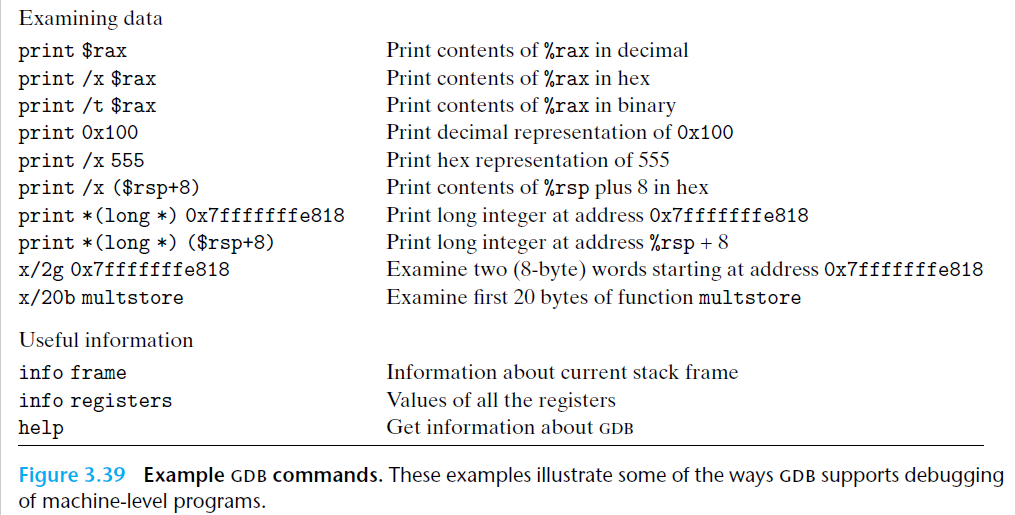 Examining data
print $rax Print contents of %rax in decimal
print /x $rax Print contents of %rax in hex
print /t $rax Print contents of %rax in binary
print 0x100 Print decimal representation of 0x100
print /x 555 Print hex representation of 555
print /x ($rsp+8) Print contents of %rsp plus 8 in hex
print *(long *) 0x7fffffffe818 Print long integer at address 0x7fffffffe818
print *(long *) ($rsp+8) Print long integer at address %rsp + 8
x/2g 0x7fffffffe818 Examine two (8-byte) words starting at address 0x7fffffffe818
x/20b multstore Examine first 20 bytes of function multstore
Useful information
info frame Information about current stack frame
info registers Values of all the registers
help Get information about GDB
Figure 3.39 Example GDB commands. These examples illustrate some of the ways GDB supports debugging
of machine-level programs.